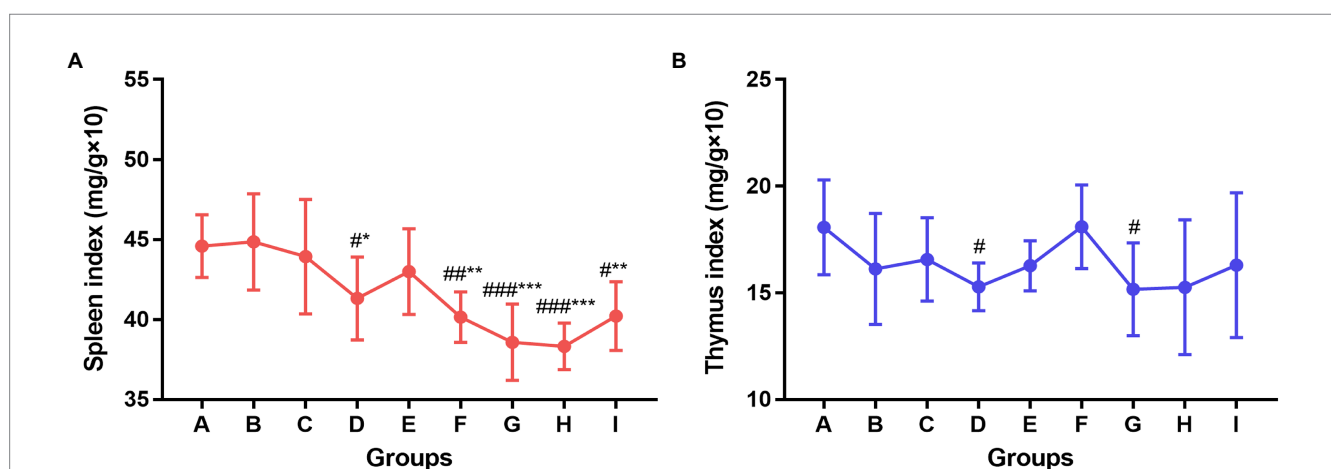 A
Spleen index (mg/g×10)
55
50
45
40
35
#*
##**
###***
###***
#**
A B C D E F G H I
Groups
B
Thymus index (mg/g×10)
25
20
15
10
#
#
A B C D E F G H I
Groups